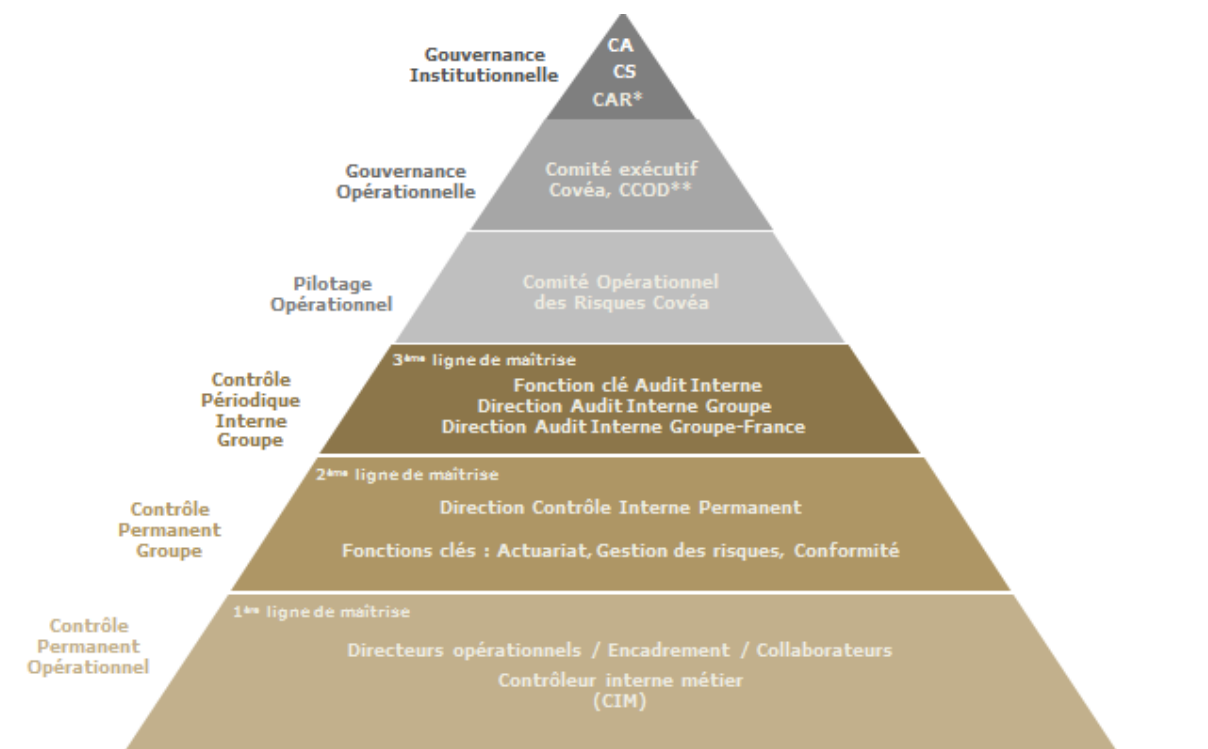 Gouvernance
Institutionnelle
CA
CS
CAR*
Gouvernance
Opérationnelle
Comité exécutif
Covéa, CCOD**
Pilotage
Opérationnel
Comité Opérationnel
des Risques Covéa
Contrôle
Périodique
Interne
Groupe
3ème ligne de maîtrise
Fonction clé Audit Interne
Direction Audit Interne Groupe
Direction Audit Interne Groupe-France
Contrôle
Permanent
Groupe
2ème ligne de maîtrise
Direction Contrôle Interne Permanent
Fonctions clés : Actuariat, Gestion des risques, Conformité
Contrôle
Permanent
Opérationnel
1ère ligne de maîtrise
Directeurs opérationnels / Encadrement / Collaborateurs
Contrôleur interne métier
(CIM)